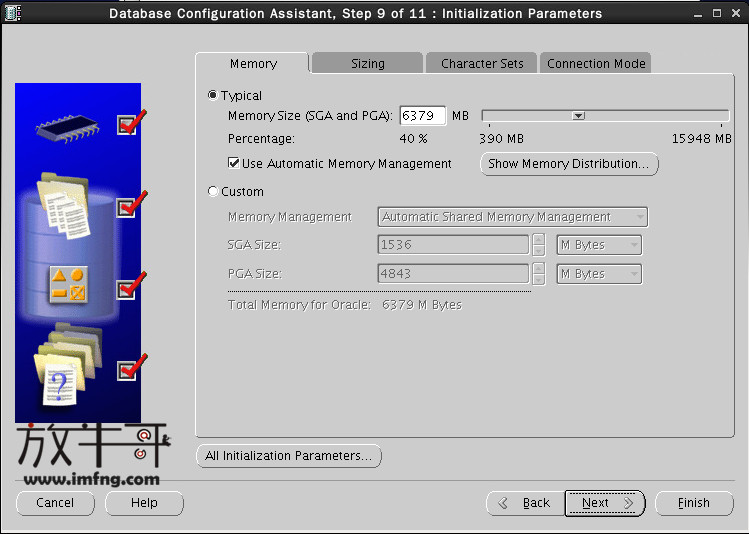 Database Configuration Assistant, Step 9 of 11 : Initialization Parameters
Memory Sizing Character Sets Connection Mode
Typical
Memory Size (SGA and PGA): 6379 MB
Percentage: 40 % 390 MB 15948 MB
Use Automatic Memory Management Show Memory Distribution...
Custom
Memory Management Automatic Shared Memory Management
SGA Size: 1536 M Bytes
PGA Size: 4843 M Bytes
Total Memory for Oracle: 6379 M Bytes
?
放牛哥
www.imfng.com
All Initialization Parameters...
Cancel Help Back Next Finish